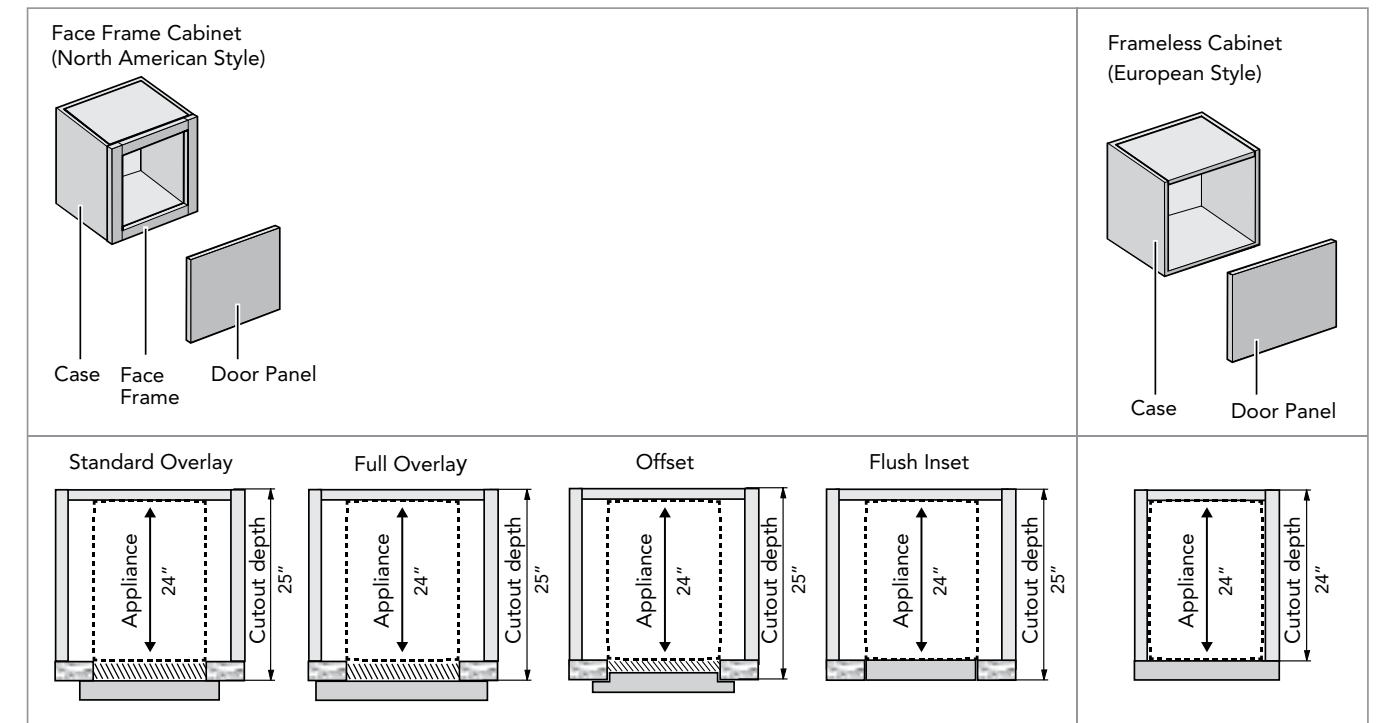 Face Frame Cabinet
(North American Style)
Case
Face
Frame
Door Panel
Frameless Cabinet
(European Style)
Case
Door Panel
Standard Overlay
Appliance
24″
Cutout depth
25″
Full Overlay
Appliance
24″
Cutout depth
25″
Offset
Appliance
24″
Cutout depth
25″
Flush Inset
Appliance
24″
Cutout depth
25″
Appliance
24″
Cutout depth
24″